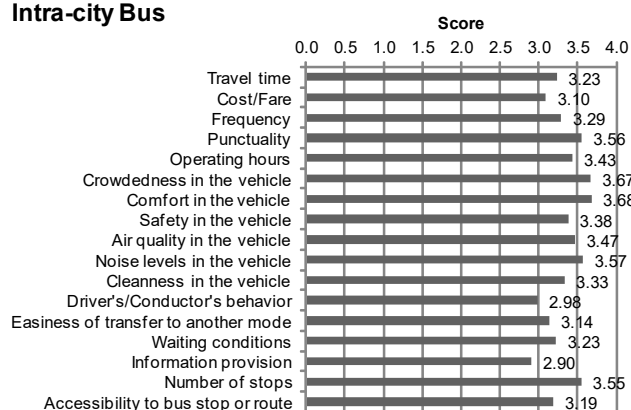 Intra-city Bus
Score
0.0 0.5 1.0 1.5 2.0 2.5 3.0 3.5 4.0
Travel time 3.23
Cost/Fare 3.10
Frequency 3.29
Punctuality 3.56
Operating hours 3.43
Crowdedness in the vehicle 3.67
Comfort in the vehicle 3.68
Safety in the vehicle 3.38
Air quality in the vehicle 3.47
Noise levels in the vehicle 3.57
Cleanness in the vehicle 3.33
Driver's/Conductor's behavior 2.98
Easiness of transfer to another mode 3.14
Waiting conditions 3.23
Information provision 2.90
Number of stops 3.55
Accessibility to bus stop or route 3.19